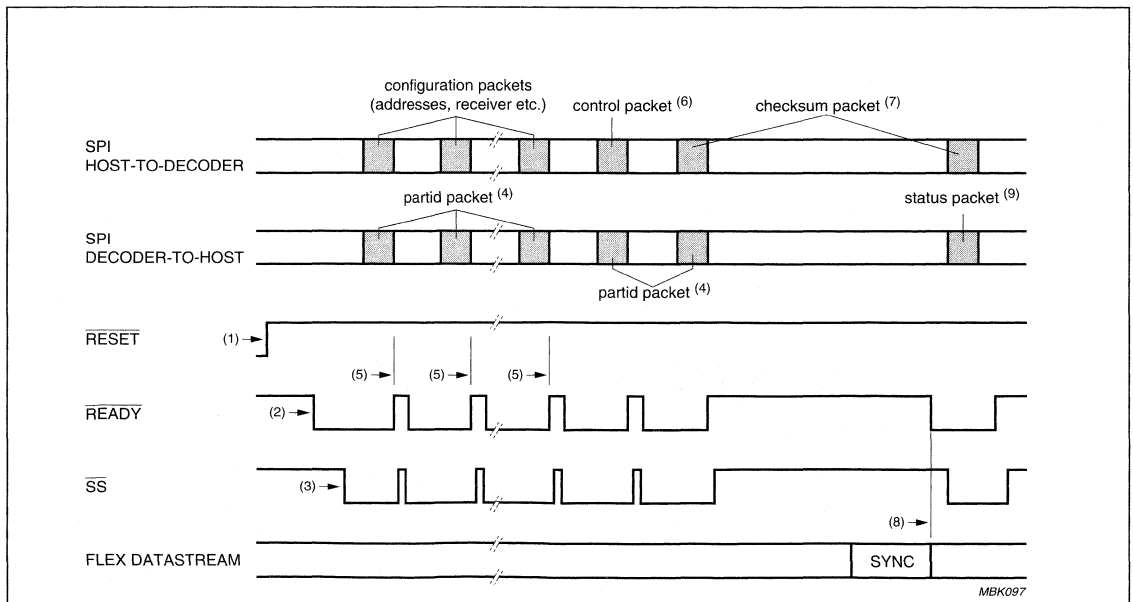 configuration packets
(addresses, receiver etc.)
control packet (6)
checksum packet (7)
SPI
HOST-TO-DECODER
partid packet (4)
status packet (9)
SPI
DECODER-TO-HOST
partid packet (4)
RESET
(1)
(5)
(5)
(5)
READY
(2)
SS
(3)
(8)
FLEX DATASTREAM
SYNC
MBK097